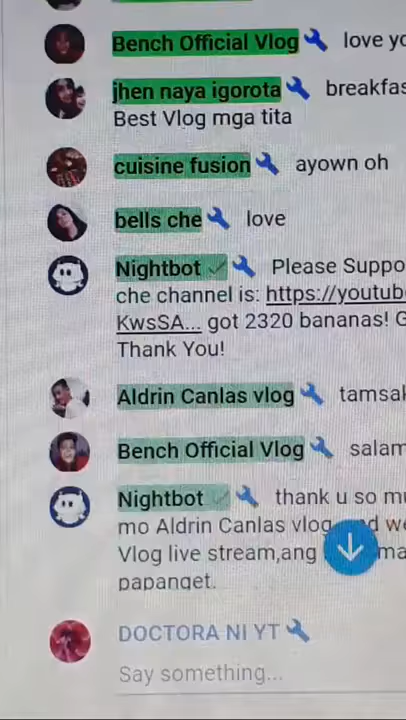 Bench Official Vlog love yo
jhen naya igorota breakfas
Best Vlog mga tita
cuisine fusion ayown oh
bells che love
Nightbot Please Suppo
che channel is: https://youtub
KwsSA... got 2320 bananas! G
Thank You!
Aldrin Canlas vlog tamsak
Bench Official Vlog salam
Nightbot thank u so mu
mo Aldrin Canlas vlog
Vlog live stream,ang ma
papanget.
DOCTORA NI YT
Say something...